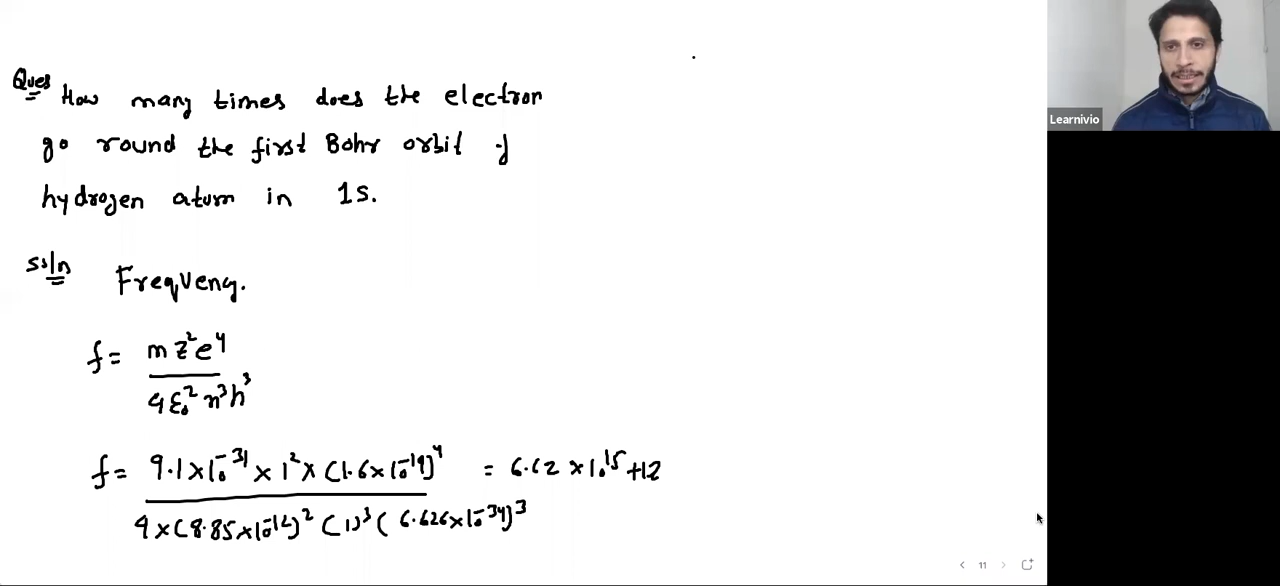 Ques How many times does the electron
go round the first Bohr orbit of
hydrogen atom in 1s.
Soln Frequency.
f = mz²e⁴
4ε₀²n³h³
f = 9.1×10⁻³¹ × 1² × (1.6×10⁻¹⁹)⁴ = 6.62 × 10¹⁵ +12
4×(8.85×10⁻¹²)² (1)³ (6.626×10⁻³⁴)³
Learnivio
11